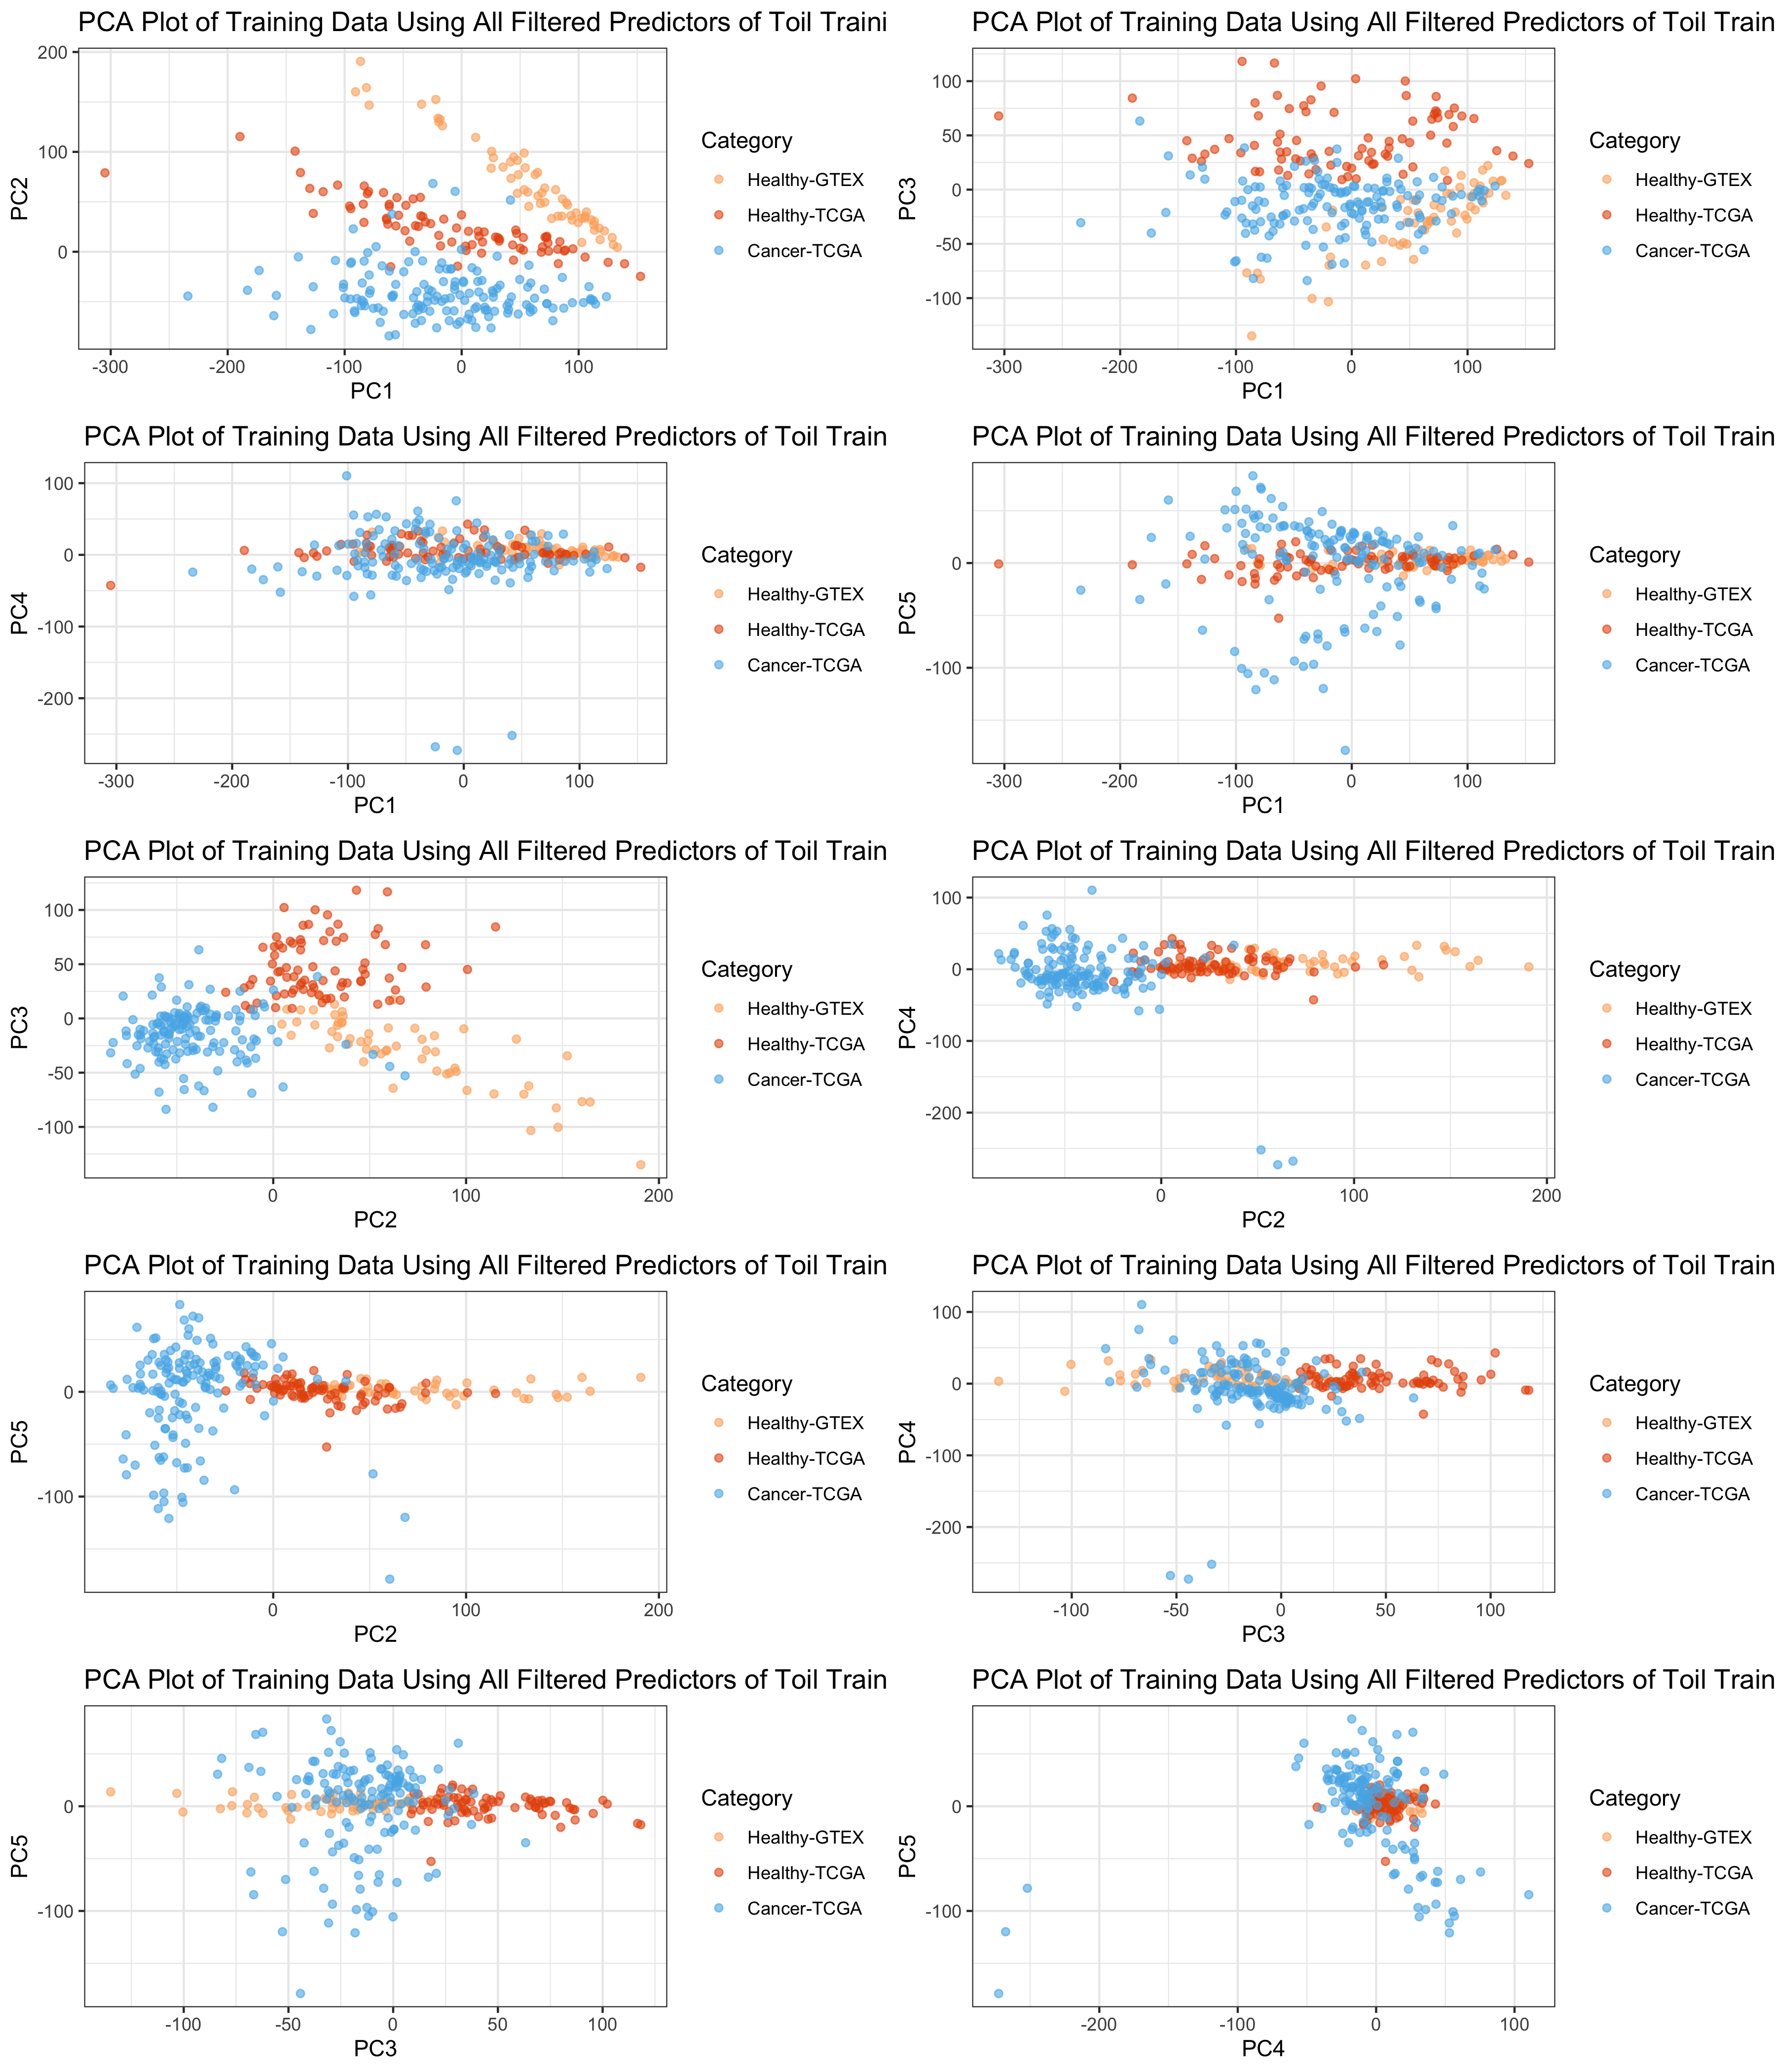 PCA Plot of Training Data Using All Filtered Predictors of Toil Traini
200
100
0
PC2
-300
-200
-100
0
100
PC1
Category
Healthy-GTEX
Healthy-TCGA
Cancer-TCGA
PCA Plot of Training Data Using All Filtered Predictors of Toil Train
100
50
0
-50
-100
PC3
-300
-200
-100
0
100
PC1
Category
Healthy-GTEX
Healthy-TCGA
Cancer-TCGA
PCA Plot of Training Data Using All Filtered Predictors of Toil Train
100
0
-100
-200
PC4
-300
-200
-100
0
100
PC1
Category
Healthy-GTEX
Healthy-TCGA
Cancer-TCGA
PCA Plot of Training Data Using All Filtered Predictors of Toil Train
0
-100
PC5
-300
-200
-100
0
100
PC1
Category
Healthy-GTEX
Healthy-TCGA
Cancer-TCGA
PCA Plot of Training Data Using All Filtered Predictors of Toil Train
100
50
0
-50
-100
PC3
0
100
200
PC2
Category
Healthy-GTEX
Healthy-TCGA
Cancer-TCGA
PCA Plot of Training Data Using All Filtered Predictors of Toil Train
100
0
-100
-200
PC4
0
100
200
PC2
Category
Healthy-GTEX
Healthy-TCGA
Cancer-TCGA
PCA Plot of Training Data Using All Filtered Predictors of Toil Train
0
-100
PC5
0
100
200
PC2
Category
Healthy-GTEX
Healthy-TCGA
Cancer-TCGA
PCA Plot of Training Data Using All Filtered Predictors of Toil Train
100
0
-100
-200
PC4
-100
-50
0
50
100
PC3
Category
Healthy-GTEX
Healthy-TCGA
Cancer-TCGA
PCA Plot of Training Data Using All Filtered Predictors of Toil Train
0
-100
PC5
-100
-50
0
50
100
PC3
Category
Healthy-GTEX
Healthy-TCGA
Cancer-TCGA
PCA Plot of Training Data Using All Filtered Predictors of Toil Train
0
-100
PC5
-200
-100
0
100
PC4
Category
Healthy-GTEX
Healthy-TCGA
Cancer-TCGA